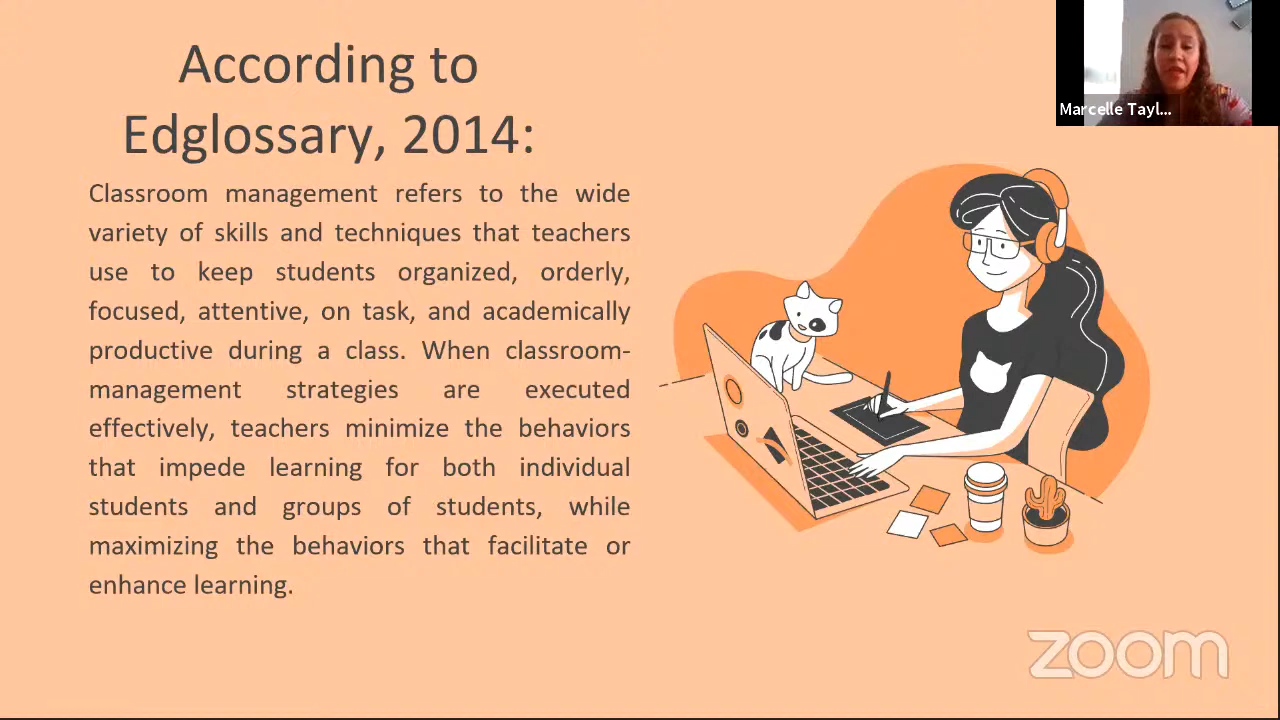 According to
Edglossary, 2014:
Classroom management refers to the wide
variety of skills and techniques that teachers
use to keep students organized, orderly,
focused, attentive, on task, and academically
productive during a class. When classroom-
management strategies are executed
effectively, teachers minimize the behaviors
that impede learning for both individual
students and groups of students, while
maximizing the behaviors that facilitate or
enhance learning.
Marcelle Tayl...
zoom